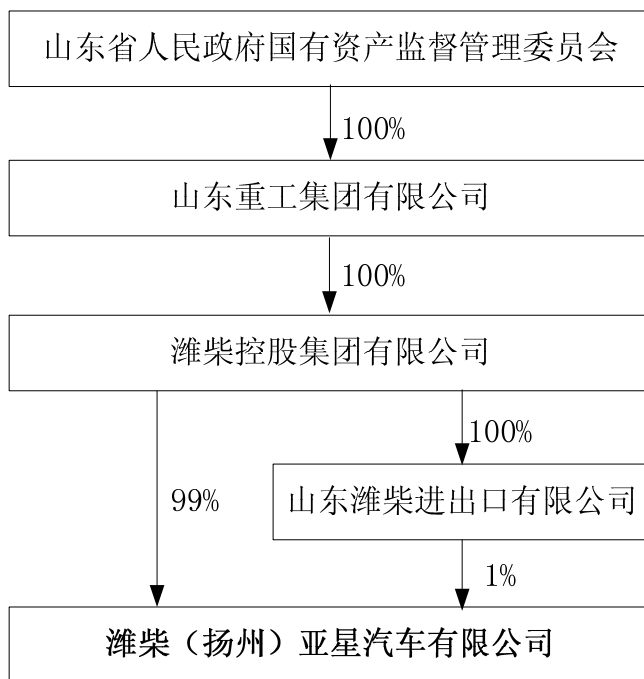 山东省人民政府国有资产监督管理委员会
100%
山东重工集团有限公司
100%
潍柴控股集团有限公司
100%
99%
山东潍柴进出口有限公司
1%
潍柴（扬州）亚星汽车有限公司